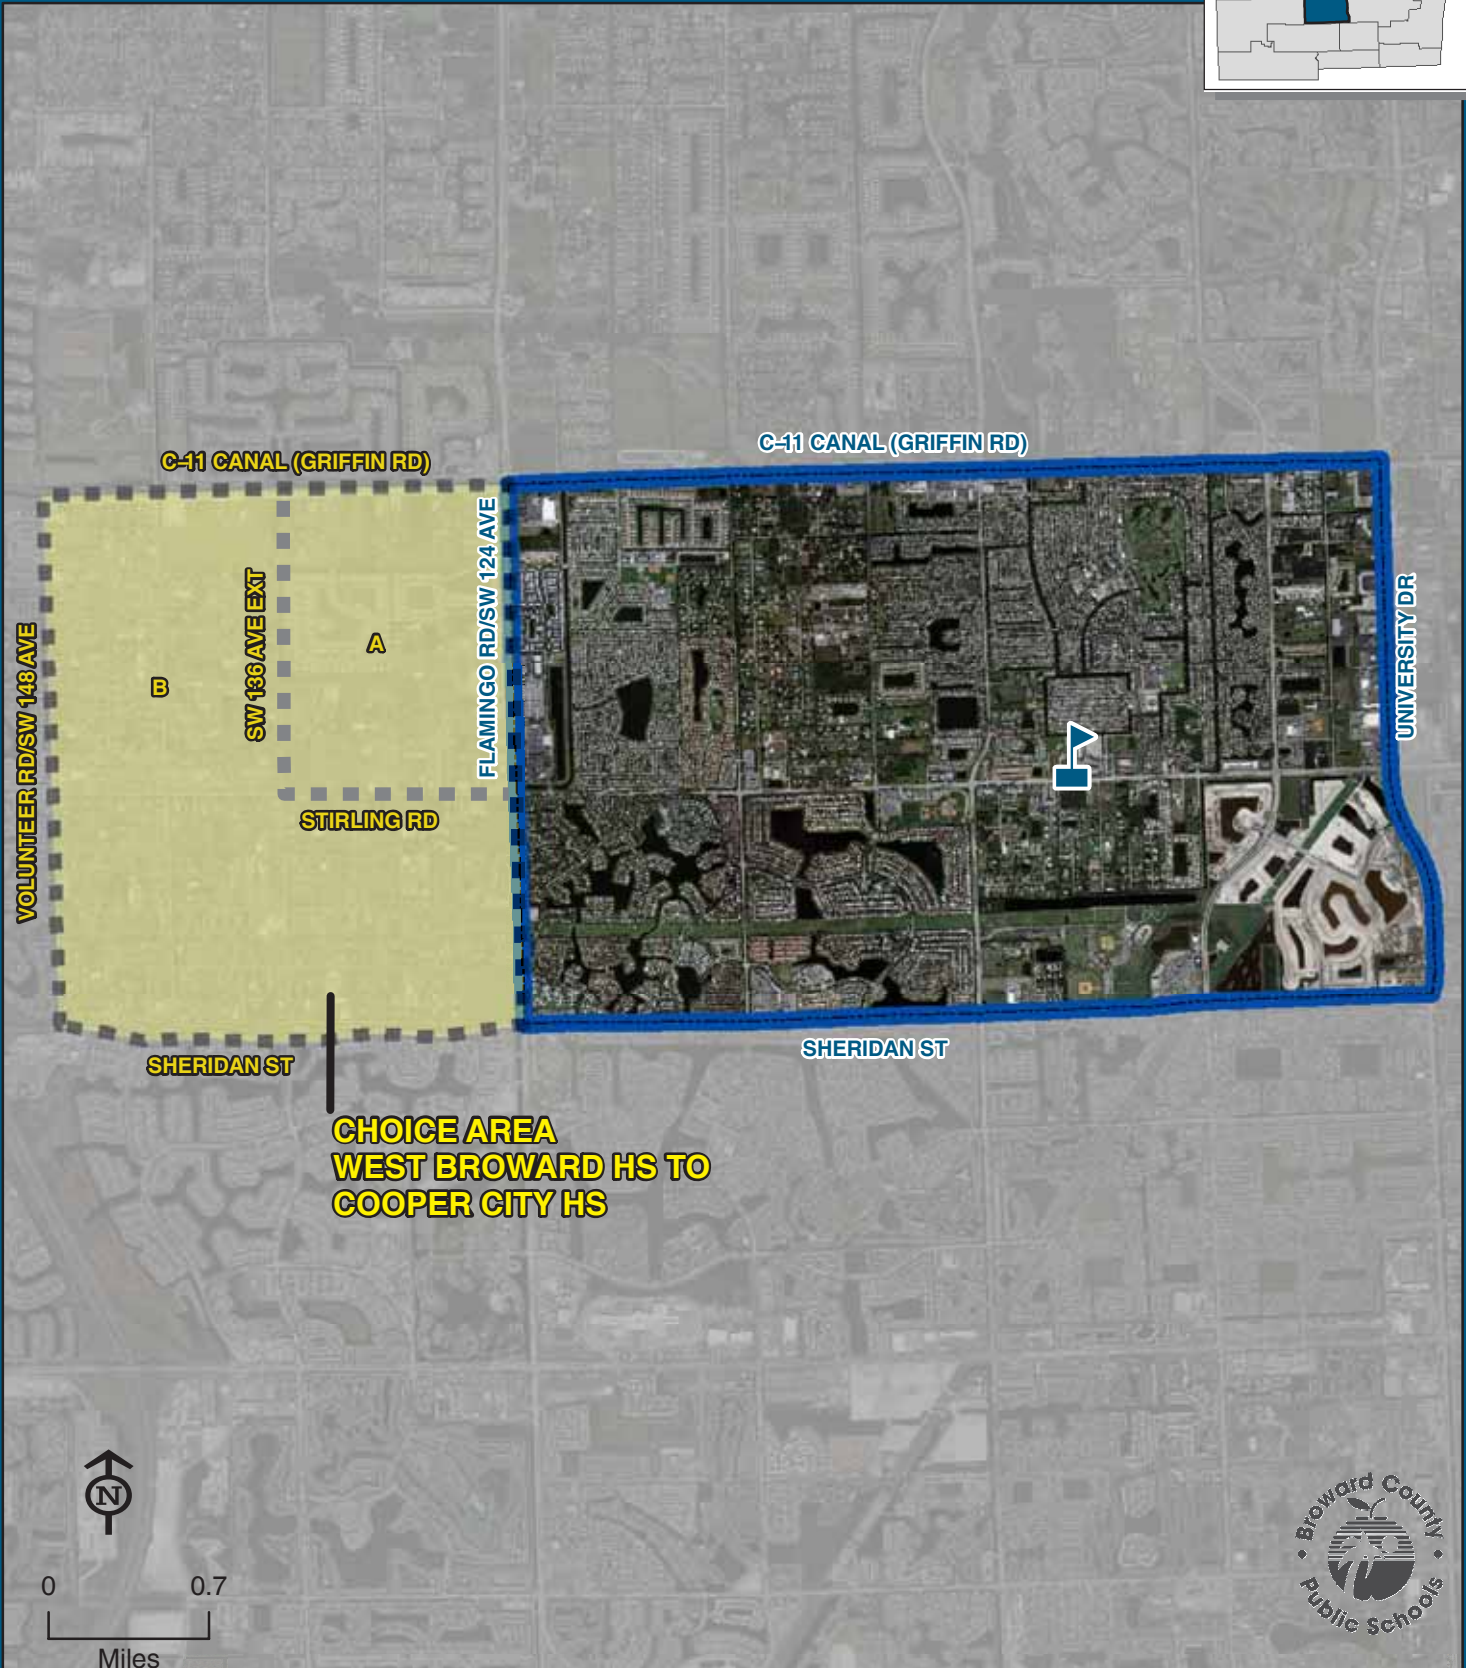 C-11 CANAL (GRIFFIN RD)
C-11 CANAL (GRIFFIN RD)
FLAMINGO RD/SW 124 AVE
SW 136 AVE EXT
VOLUNTEER RD/SW 148 AVE
UNIVERSITY DR
A
B
STIRLING RD
SHERIDAN ST
SHERIDAN ST
CHOICE AREA
WEST BROWARD HS TO
COOPER CITY HS
N
0 0.7
Miles
Broward County
Public Schools